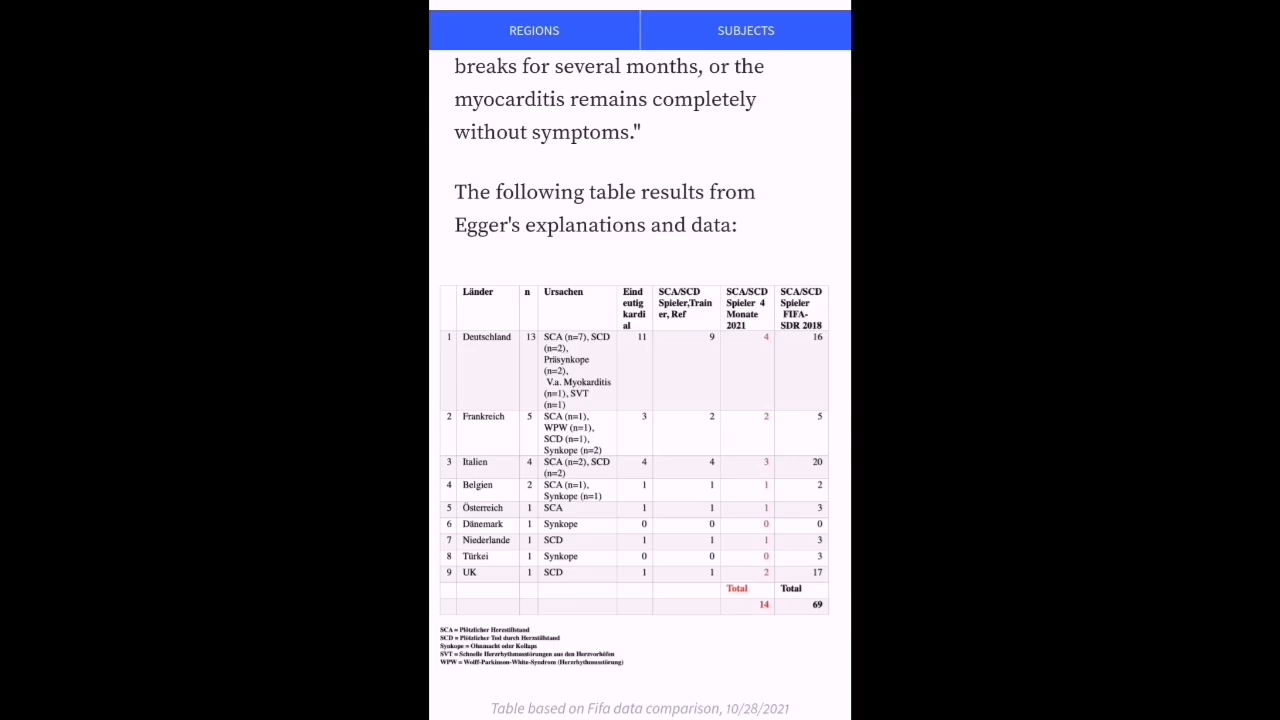 REGIONS SUBJECTS
breaks for several months, or the
myocarditis remains completely
without symptoms."
The following table results from
Egger's explanations and data:
Länder n Ursachen Eind SCA/SCD SCA/SCD SCA/SCD
eutig Spieler,Train Spieler 4 Spieler
kardi er, Ref Monate FIFA-
al 2021 SDR 2018
1 Deutschland 13 SCA (n=7), SCD 11 9 4 16
(n=2),
Präsynkope
(n=2),
V.a. Myokarditis
(n=1), SVT
(n=1)
2 Frankreich 5 SCA (n=1), 3 2 2 5
WPW (n=1),
SCD (n=1),
Synkope (n=2)
3 Italien 4 SCA (n=2), SCD 4 4 3 20
(n=2)
4 Belgien 2 SCA (n=1), 1 1 1 2
Synkope (n=1)
5 Österreich 1 SCA 1 1 1 3
6 Dänemark 1 Synkope 0 0 0 0
7 Niederlande 1 SCD 1 1 1 3
8 Türkei 1 Synkope 0 0 0 3
9 UK 1 SCD 1 1 2 17
Total Total
14 69
SCA = Plötzlicher Herzstillstand
SCD = Plötzlicher Tod durch Herzstillstand
Synkope = Ohnmacht oder Kollaps
SVT = Schnelle Herzrhythmusstörungen aus den Herzvorhöfen
WPW = Wolff-Parkinson-White-Syndrom (Herzrhythmusstörung)
Table based on Fifa data comparison, 10/28/2021